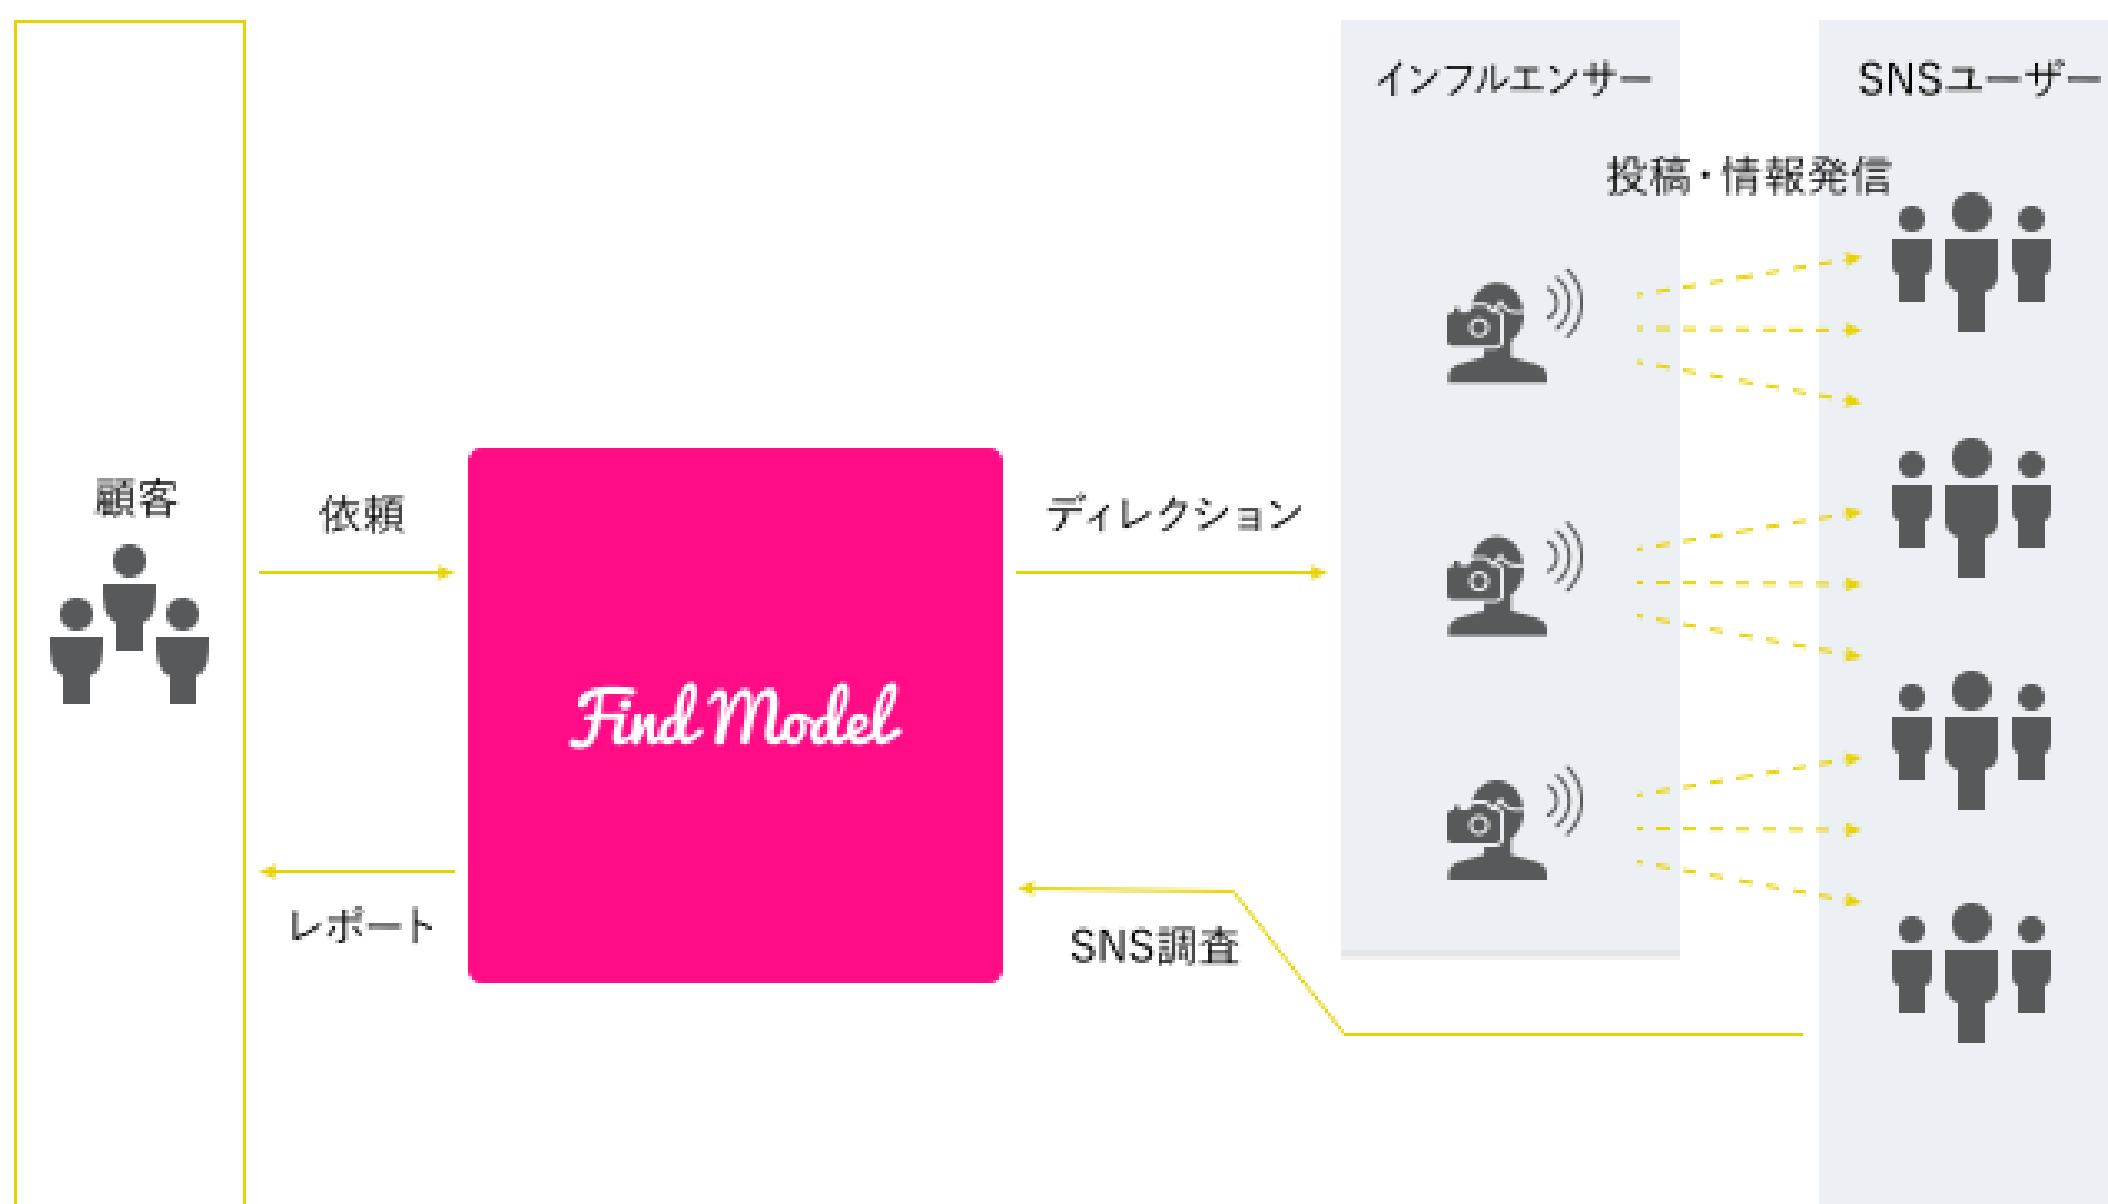 インフルエンサー
SNSユーザー
投稿・情報発信
顧客
依頼
ディレクション
Find Model
レポート
SNS調査